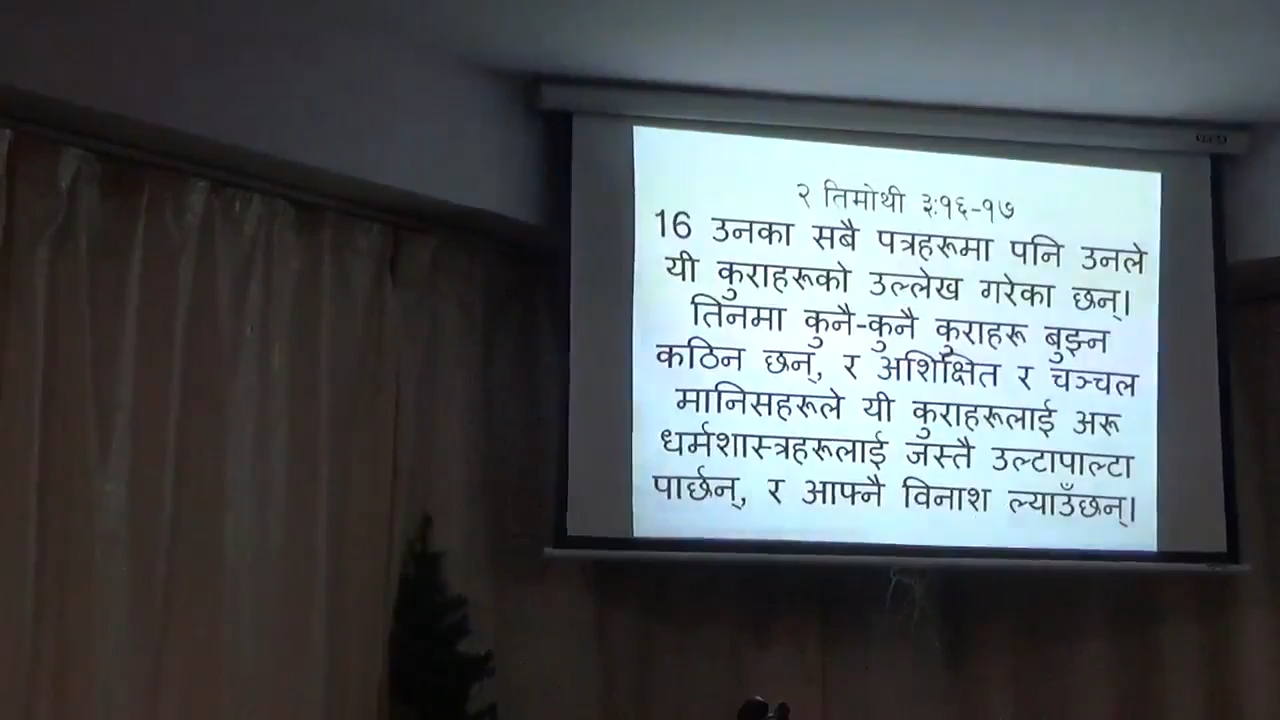 VEGA
२ तिमोथी ३:१६-१७
16 उनका सबै पत्रहरूमा पनि उनले
यी कुराहरूको उल्लेख गरेका छन्।
तिनमा कुनै-कुनै कुराहरू बुझ्न
कठिन छन्, र अशिक्षित र चञ्चल
मानिसहरूले यी कुराहरूलाई अरू
धर्मशास्त्रहरूलाई जस्तै उल्टापाल्टा
पार्छन्, र आफ्नै विनाश ल्याउँछन्।